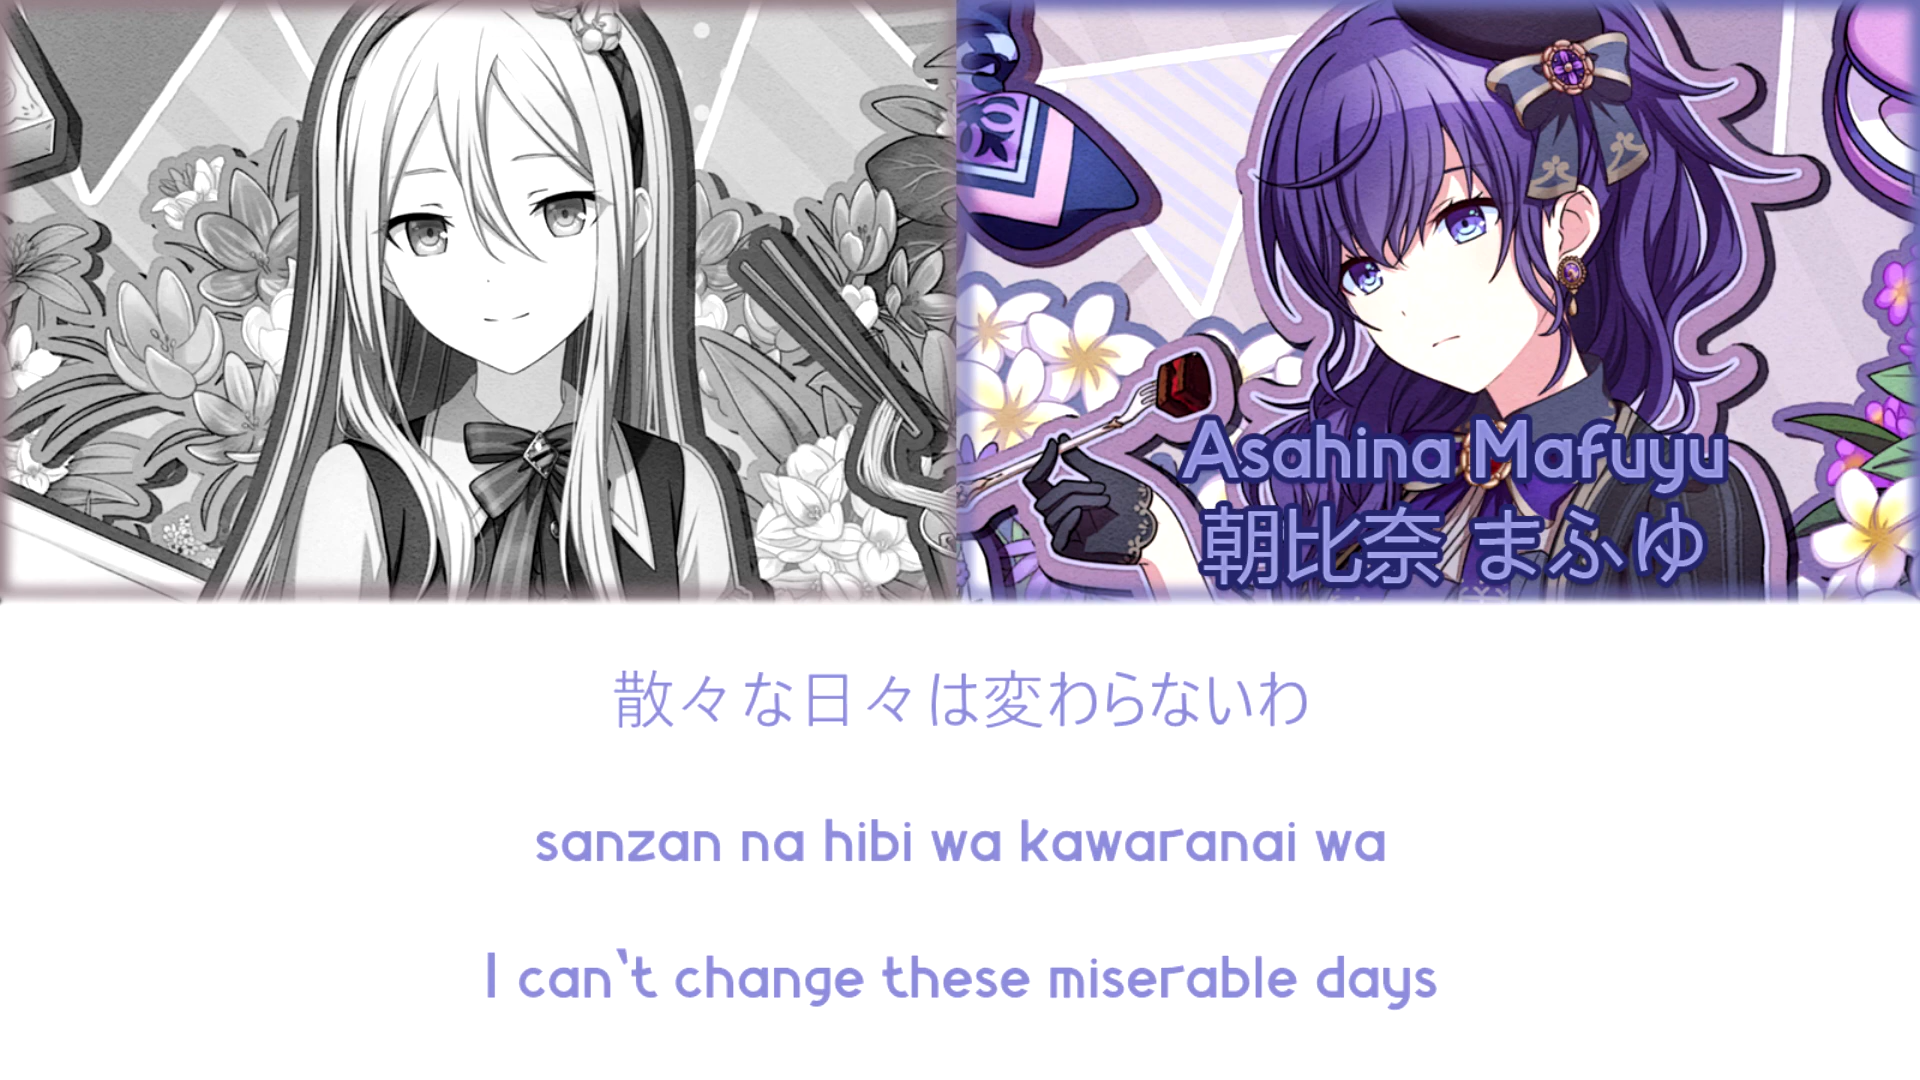 Asahina Mafuyu
朝比奈 まふゆ
散々な日々は変わらないわ
sanzan na hibi wa kawaranai wa
I can`t change these miserable days